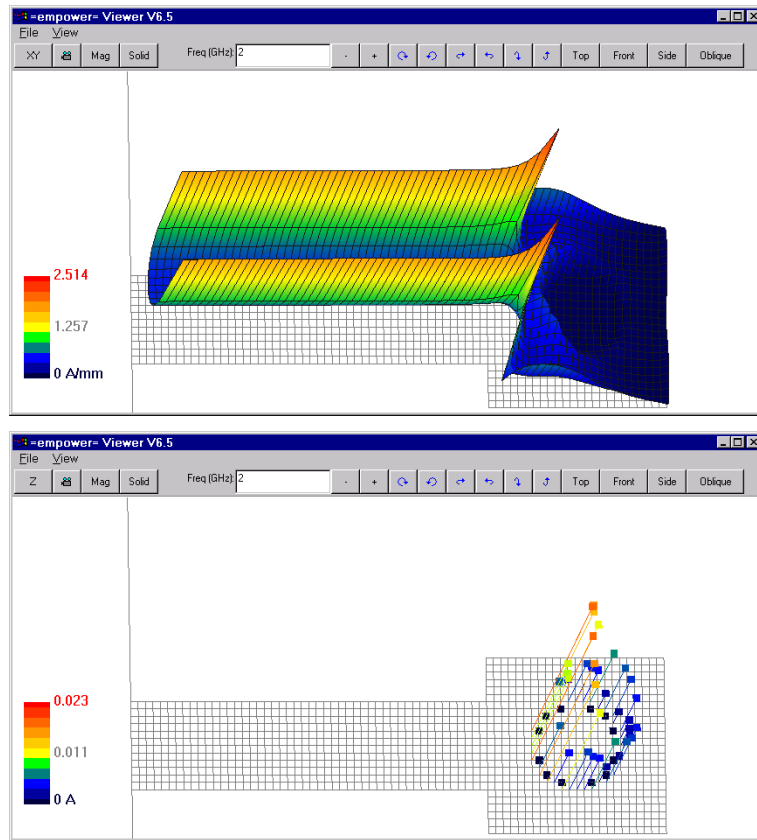 =empower= Viewer V6.5
File View
XY Mag Solid Freq (GHz): 2 - + Top Front Side Oblique
2.514
1.257
0 A/mm
=empower= Viewer V6.5
File View
Z Mag Solid Freq (GHz): 2 - + Top Front Side Oblique
0.023
0.011
0 A